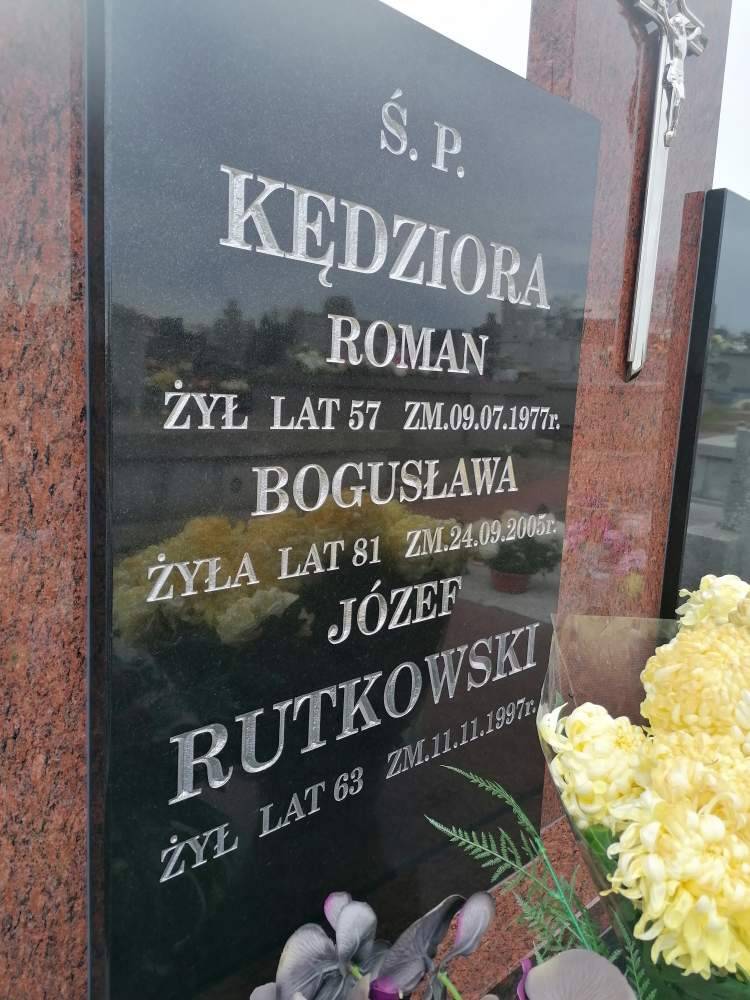 Ś. P.
KĘDZIORA
ROMAN
ŻYŁ LAT 57 ZM.09.07.1977r.
BOGUSŁAWA
ŻYŁA LAT 81 ZM.24.09.2005r.
JÓZEF
RUTKOWSKI
ŻYŁ LAT 63 ZM.11.11.1997r.